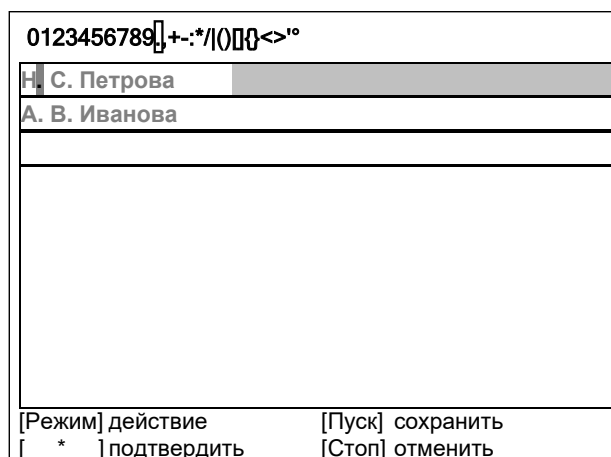 0123456789.,+-:*/|()[]{}<>'°
Н. С. Петрова
А. В. Иванова
[Режим] действие [Пуск] сохранить
[ * ] подтвердить [Стоп] отменить